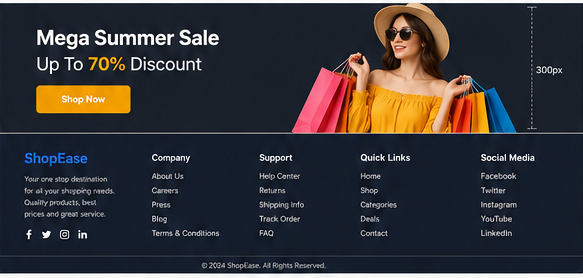 Mega Summer Sale
Up To 70% Discount
Shop Now
300px
ShopEase
Your one stop destination
for all your shopping needs.
Quality products, best
prices and great service.
Company
About Us
Careers
Press
Blog
Terms & Conditions
Support
Help Center
Returns
Shipping Info
Track Order
FAQ
Quick Links
Home
Shop
Categories
Deals
Contact
Social Media
Facebook
Twitter
Instagram
YouTube
LinkedIn
© 2024 ShopEase. All Rights Reserved.